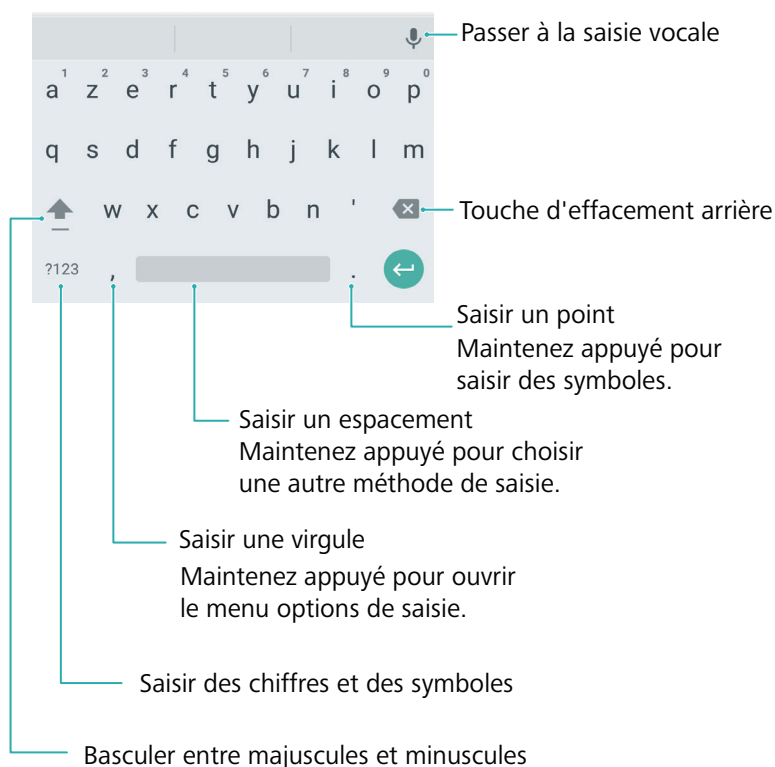 Passer à la saisie vocale
1 2 3 4 5 6 7 8 9 0
a z e r t y u i o p
q s d f g h j k l m
w x c v b n '
Touche d'effacement arrière
?123 , .
Saisir un point
Maintenez appuyé pour
saisir des symboles.
Saisir un espacement
Maintenez appuyé pour choisir
une autre méthode de saisie.
Saisir une virgule
Maintenez appuyé pour ouvrir
le menu options de saisie.
Saisir des chiffres et des symboles
Basculer entre majuscules et minuscules